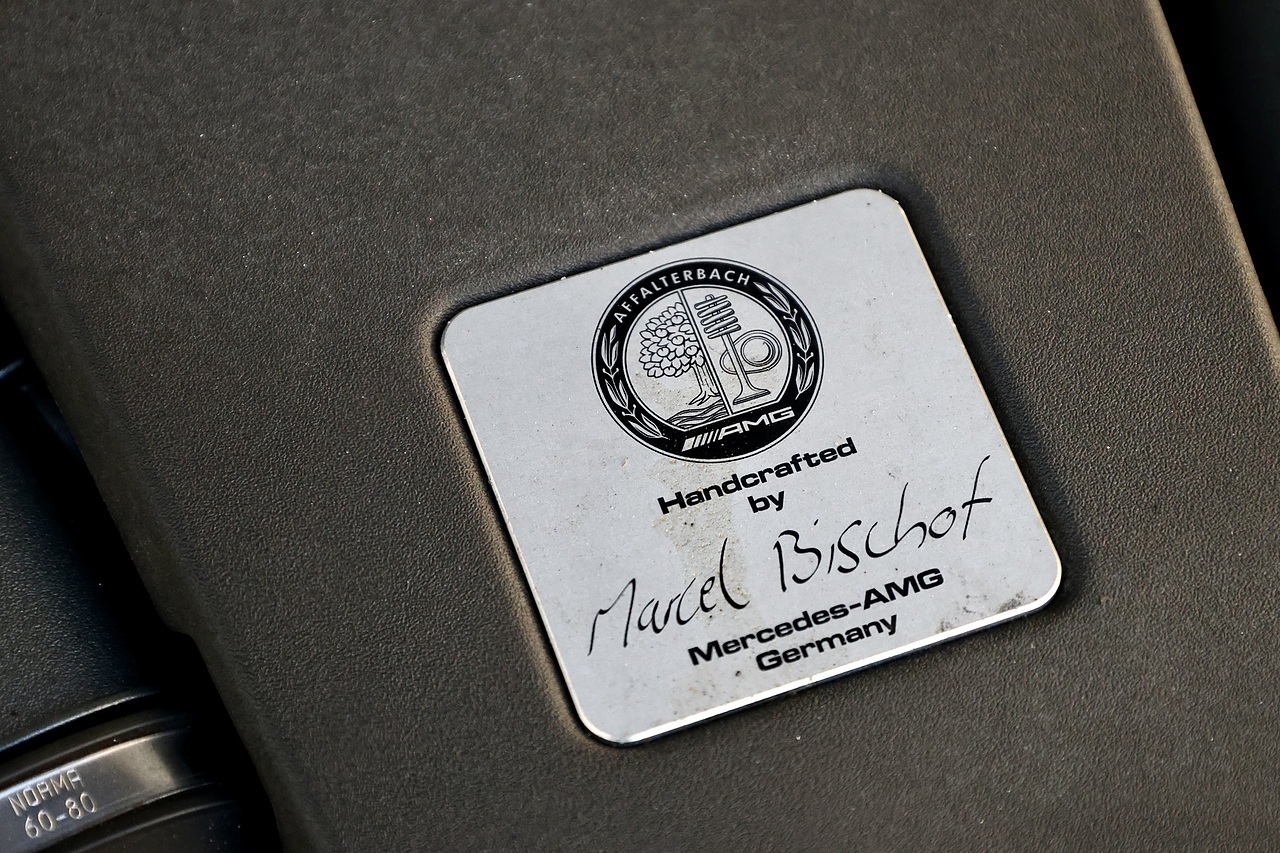 AFFALTERBACH
AMG
Handcrafted
by
Marcel Bischof
Mercedes-AMG
Germany
NORMA
60-80